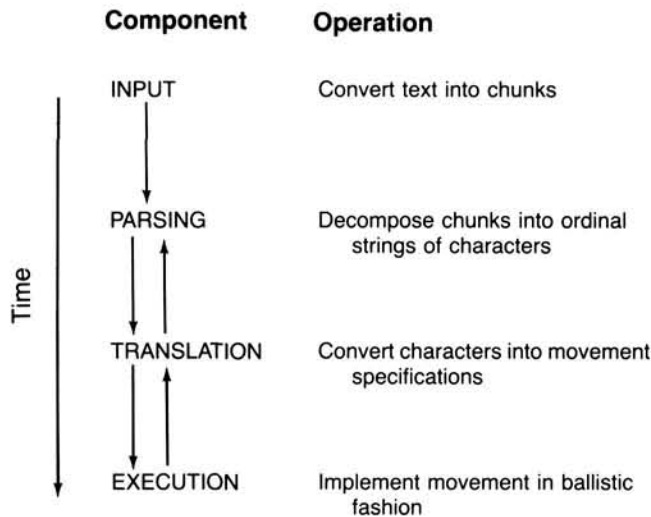 Component Operation
INPUT Convert text into chunks
PARSING Decompose chunks into ordinal
strings of characters
Time
TRANSLATION Convert characters into movement
specifications
EXECUTION Implement movement in ballistic
fashion